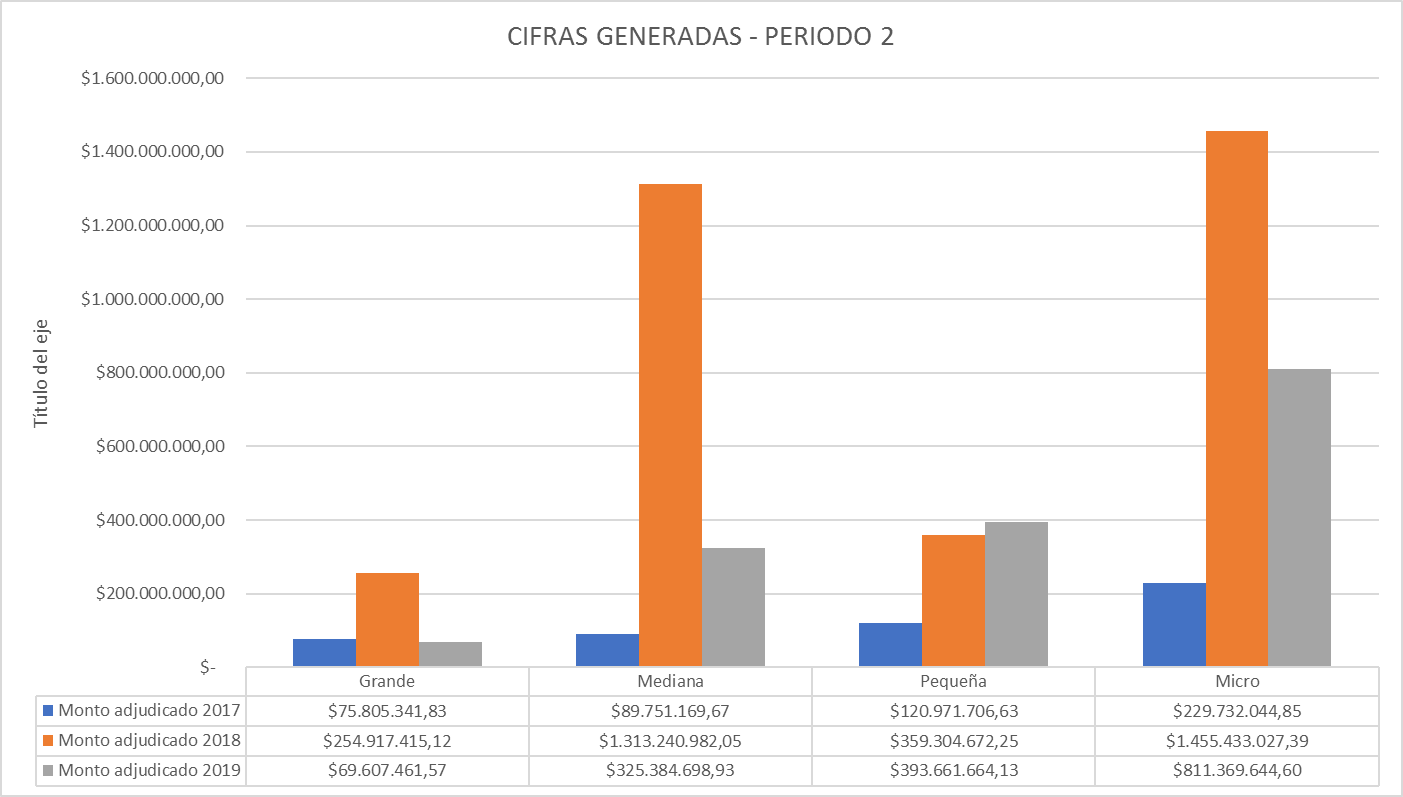 CIFRAS GENERADAS - PERIODO 2
$1.600.000.000,00
$1.400.000.000,00
$1.200.000.000,00
$1.000.000.000,00
$800.000.000,00
$600.000.000,00
$400.000.000,00
$200.000.000,00
$-
Título del eje
Grande Mediana Pequeña Micro
Monto adjudicado 2017 $75.805.341,83 $89.751.169,67 $120.971.706,63 $229.732.044,85
Monto adjudicado 2018 $254.917.415,12 $1.313.240.982,05 $359.304.672,25 $1.455.433.027,39
Monto adjudicado 2019 $69.607.461,57 $325.384.698,93 $393.661.664,13 $811.369.644,60